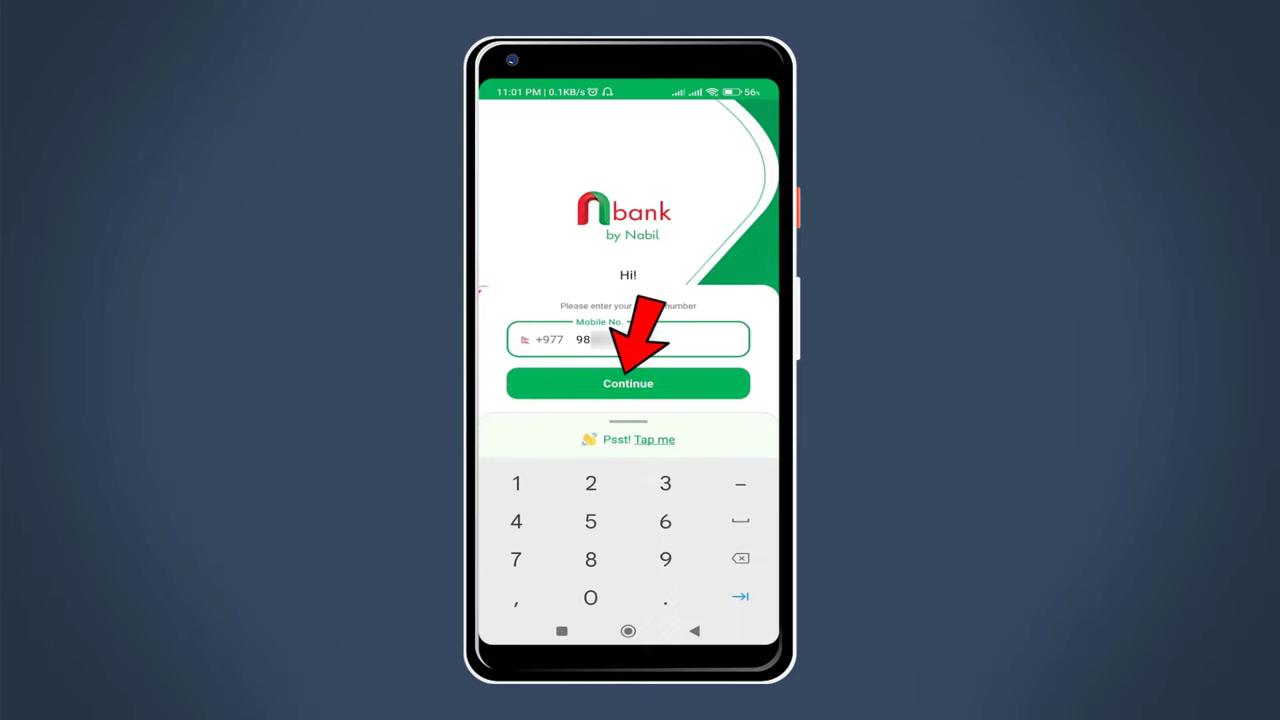 11:01 PM | 0.1KB/s 56%
nbank
by Nabil
Hi!
Please enter your number
Mobile No.
+977 98
Continue
Psst! Tap me
1 2 3 –
4 5 6
7 8 9
, 0 .